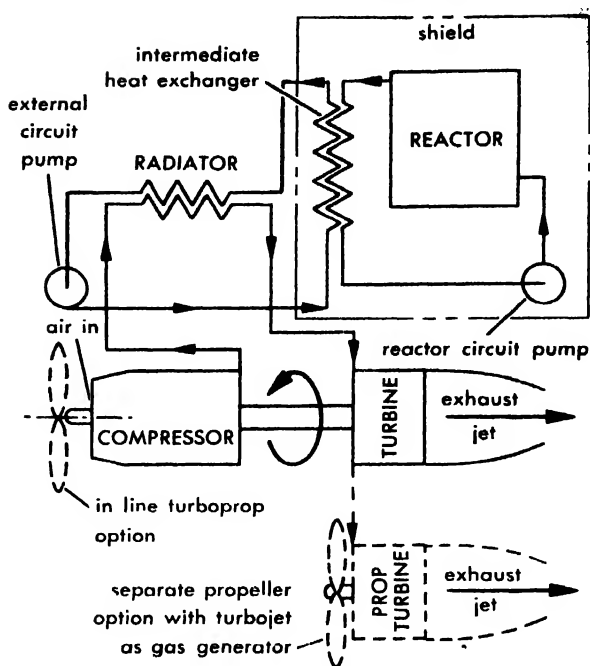 shield
intermediate
heat exchanger
external
circuit
pump
REACTOR
RADIATOR
air in
reactor circuit pump
COMPRESSOR
TURBINE
exhaust
jet
in line turboprop
option
separate propeller
option with turbojet
as gas generator
PROP
TURBINE
exhaust
jet